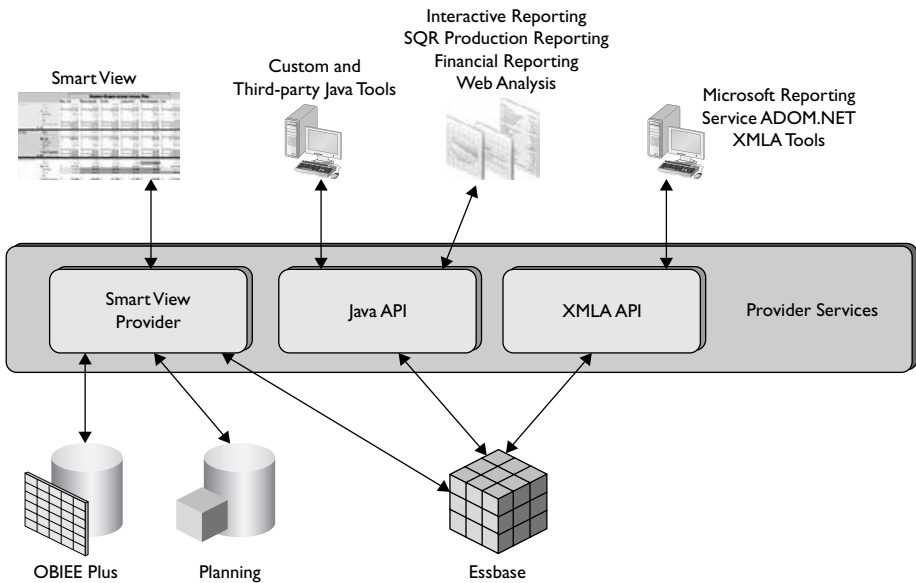 Interactive Reporting
SQR Production Reporting
Financial Reporting
Web Analysis
Smart View
Custom and
Third-party Java Tools
Microsoft Reporting
Service ADOM.NET
XMLA Tools
Smart View
Provider
Java API
XMLA API
Provider Services
OBIEE Plus
Planning
Essbase